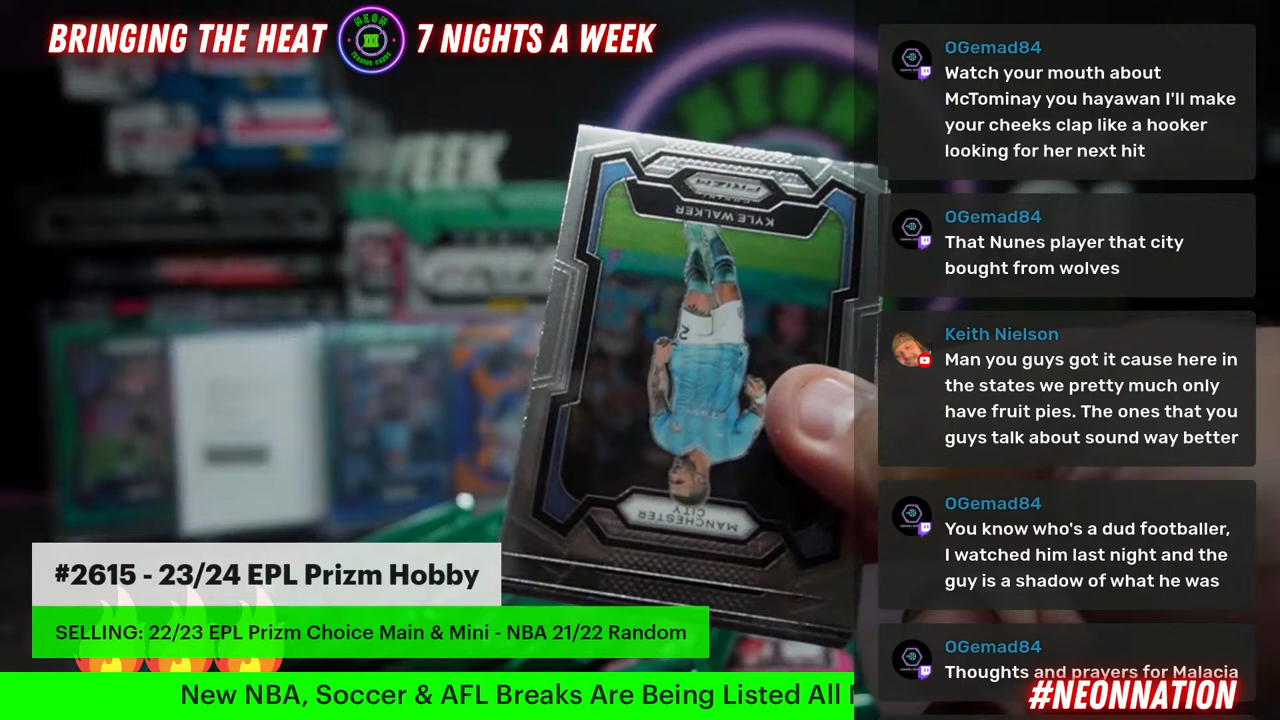 BRINGING THE HEAT
NEON
TRADING CARDS
7 NIGHTS A WEEK
WEEK
PRIZM
KYLE WALKER
2
MANCHESTER
CITY
#2615 - 23/24 EPL Prizm Hobby
SELLING: 22/23 EPL Prizm Choice Main & Mini - NBA 21/22 Random
New NBA, Soccer & AFL Breaks Are Being Listed All
OGemad84
Watch your mouth about
McTominay you hayawan I'll make
your cheeks clap like a hooker
looking for her next hit
OGemad84
That Nunes player that city
bought from wolves
Keith Nielson
Man you guys got it cause here in
the states we pretty much only
have fruit pies. The ones that you
guys talk about sound way better
OGemad84
You know who's a dud footballer,
I watched him last night and the
guy is a shadow of what he was
OGemad84
Thoughts and prayers for Malacia
#NEONNATION